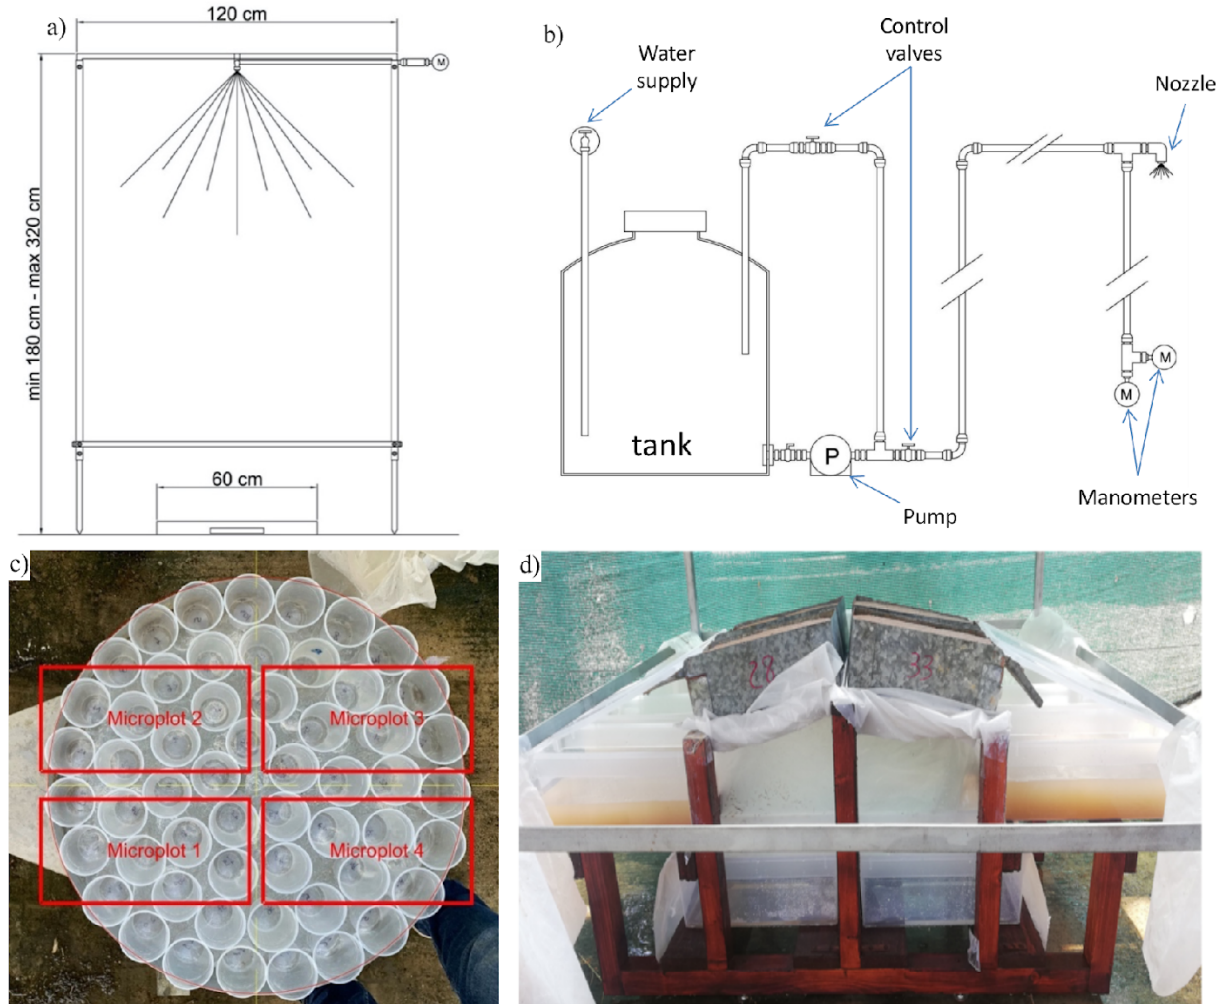 a)
120 cm
M
min 180 cm - max 320 cm
60 cm
b)
Water
supply
Control
valves
Nozzle
tank
P
Pump
M
M
Manometers
c)
Microplot 2
Microplot 3
Microplot 1
Microplot 4
d)
28
33